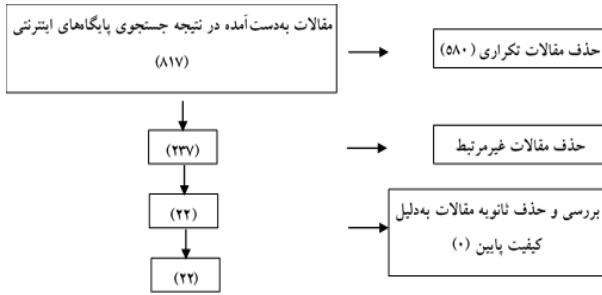 مقالات به‌دست‌آمده در نتیجه جستجوی پایگاه‌های اینترنتی
(۸۱۷)
حذف مقالات تکراری (۵۸۰)
(۲۳۷)
حذف مقالات غیرمرتبط
(۲۲)
بررسی و حذف ثانویه مقالات به‌دلیل
کیفیت پایین (۰)
(۲۲)